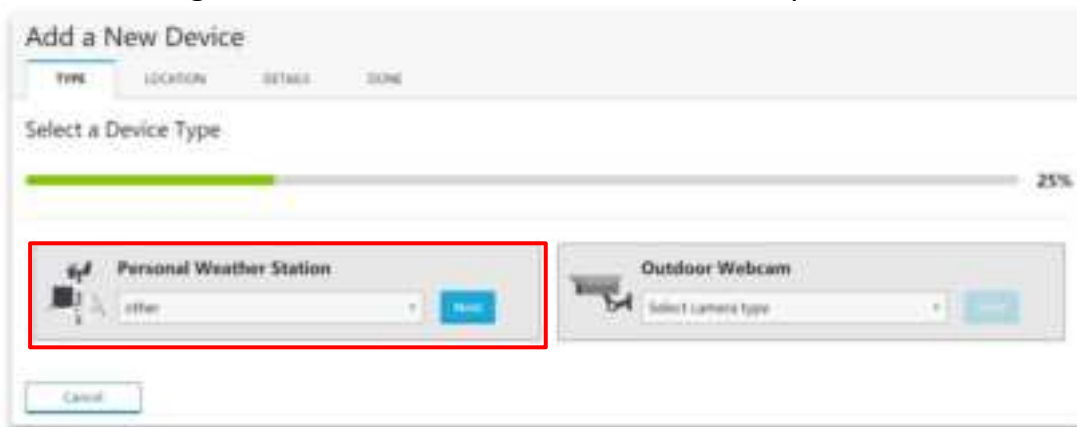 Add a New Device
TYPE LOCATION DETAILS DONE
Select a Device Type
25%
Personal Weather Station
other Next
Outdoor Webcam
Select camera type
Cancel